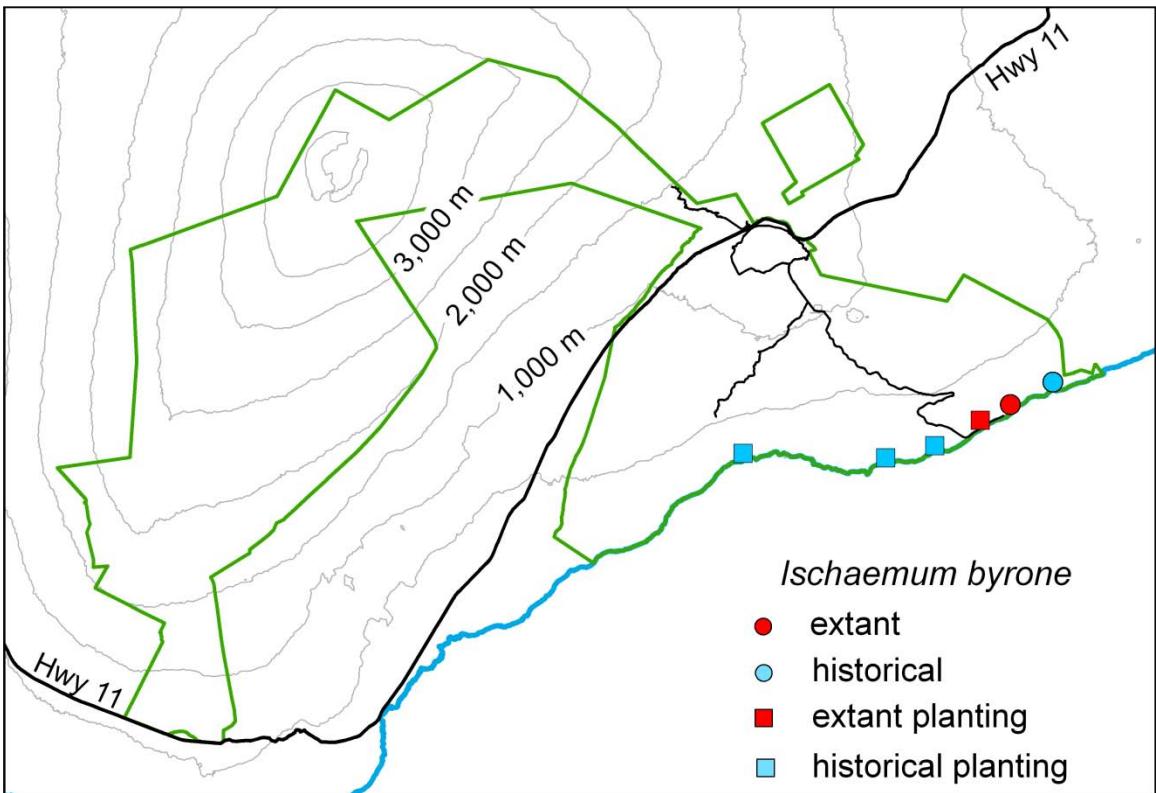 Hwy 11
3,000 m
2,000 m
1,000 m
Hwy 11
Ischaemum byrone
extant
historical
extant planting
historical planting